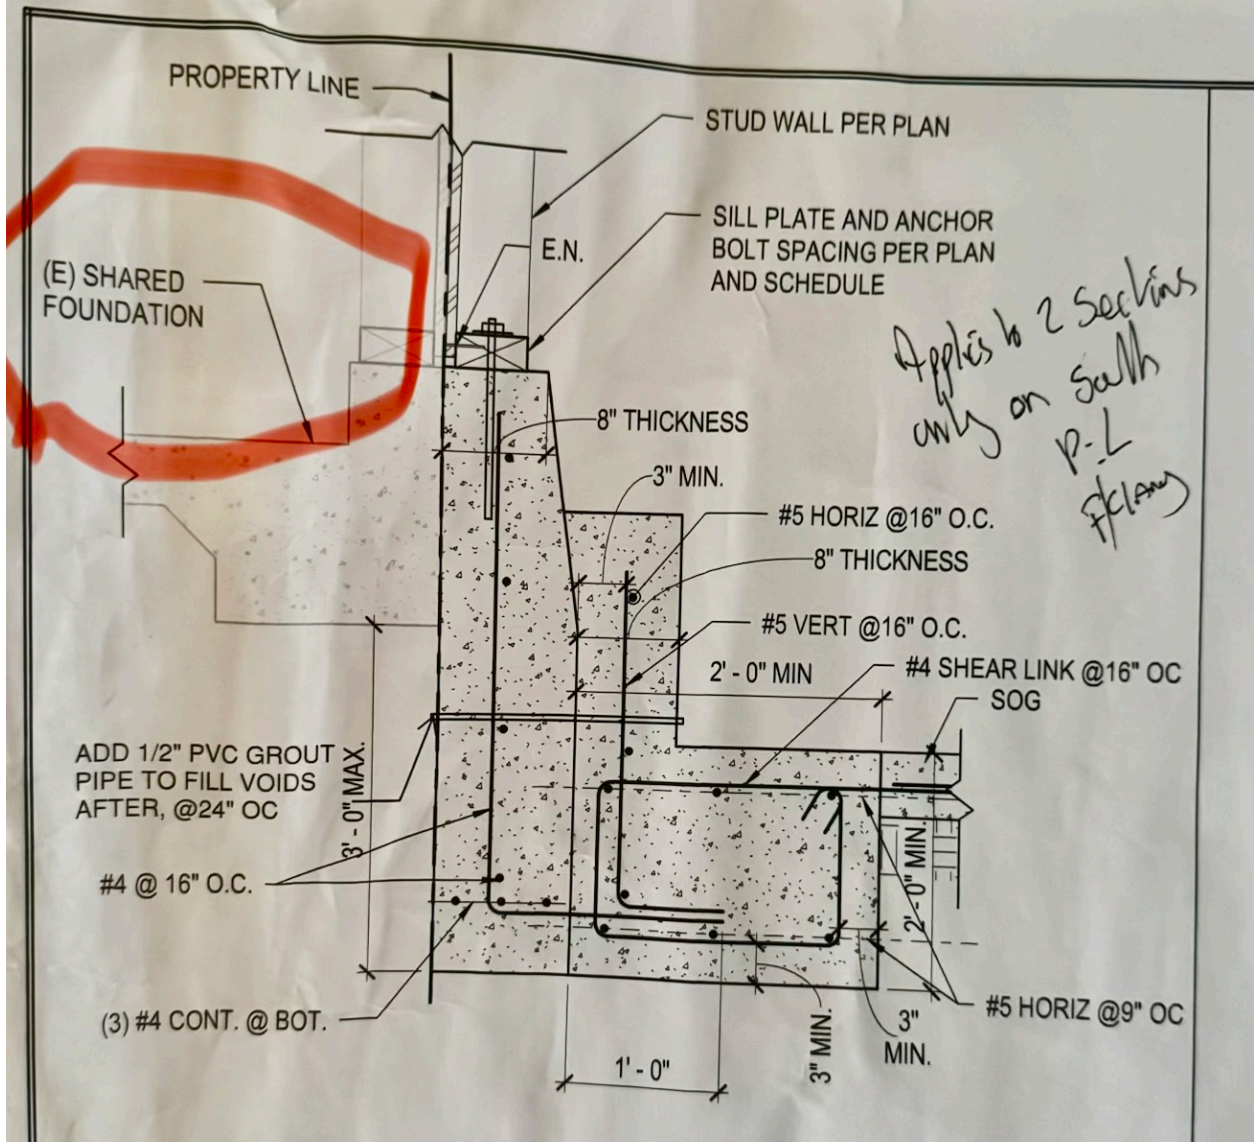 PROPERTY LINE
STUD WALL PER PLAN
SILL PLATE AND ANCHOR
BOLT SPACING PER PLAN
AND SCHEDULE
E.N.
(E) SHARED
FOUNDATION
Applies to 2 Sections
only on South
P-L
8" THICKNESS
3" MIN.
#5 HORIZ @16" O.C.
8" THICKNESS
#5 VERT @16" O.C.
2' - 0" MIN
#4 SHEAR LINK @16" OC
SOG
ADD 1/2" PVC GROUT
PIPE TO FILL VOIDS
AFTER, @24" OC
3' - 0" MAX.
#4 @ 16" O.C.
2' - 0" MIN.
(3) #4 CONT. @ BOT.
#5 HORIZ @9" OC
3"
MIN.
3" MIN.
1' - 0"